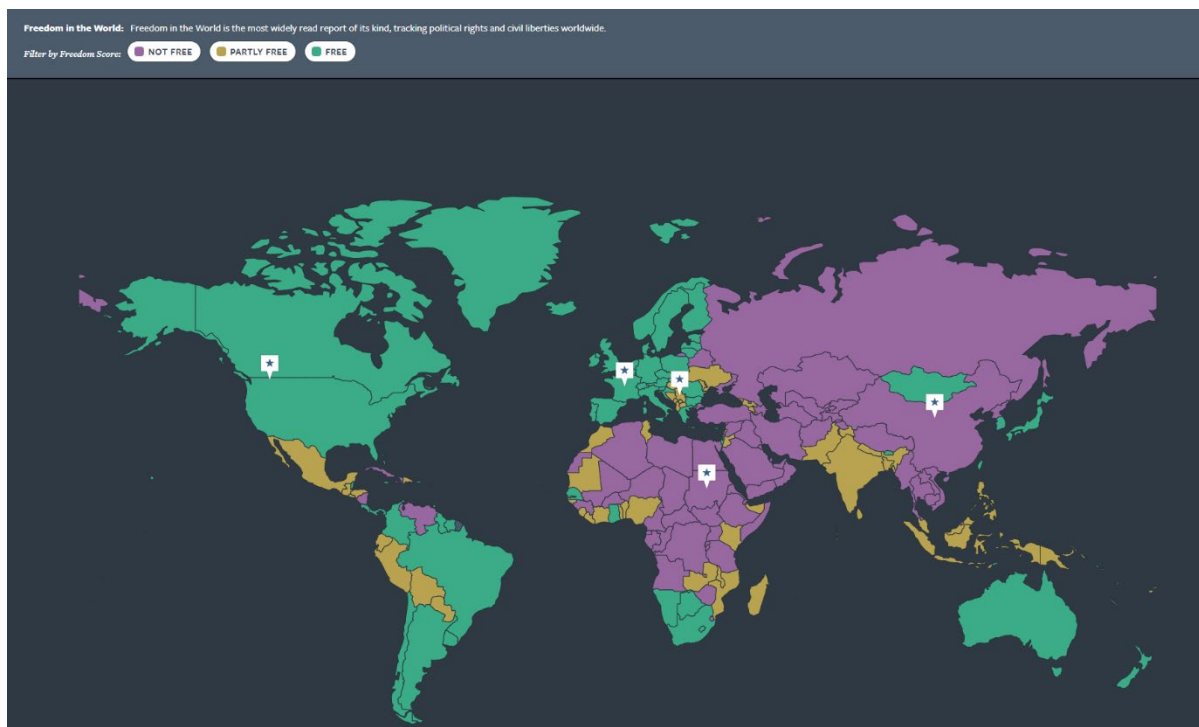 Freedom in the World: Freedom in the World is the most widely read report of its kind, tracking political rights and civil liberties worldwide.
Filter by Freedom Score: NOT FREE PARTLY FREE FREE